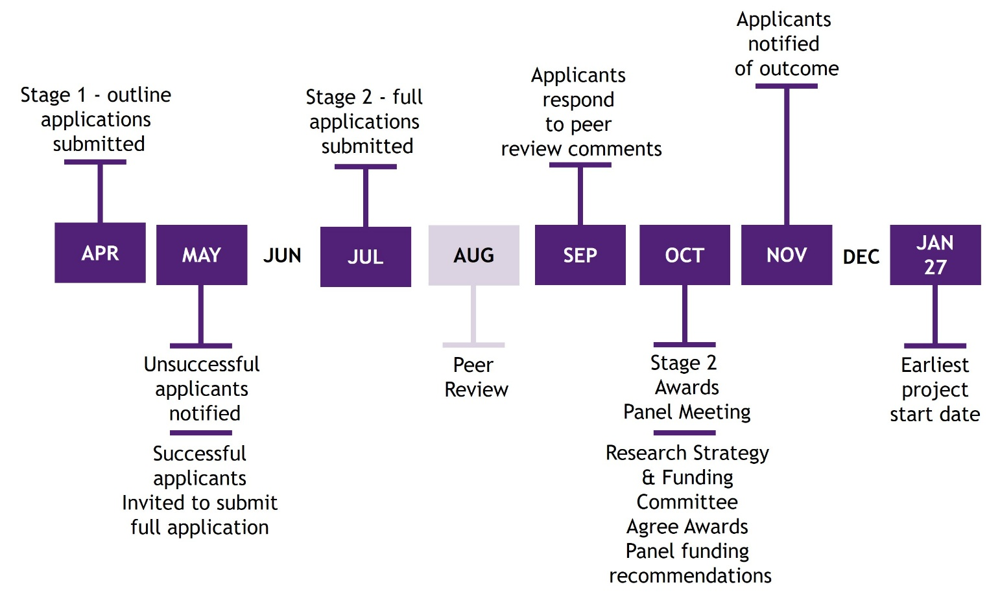 Stage 1 - outline
applications
submitted
Stage 2 - full
applications
submitted
Applicants
respond
to peer
review comments
Applicants
notified
of outcome
APR
MAY
JUN
JUL
AUG
SEP
OCT
NOV
DEC
JAN
27
Unsuccessful
applicants
notified
Successful
applicants
Invited to submit
full application
Peer
Review
Stage 2
Awards
Panel Meeting
Research Strategy
& Funding
Committee
Agree Awards
Panel funding
recommendations
Earliest
project
start date